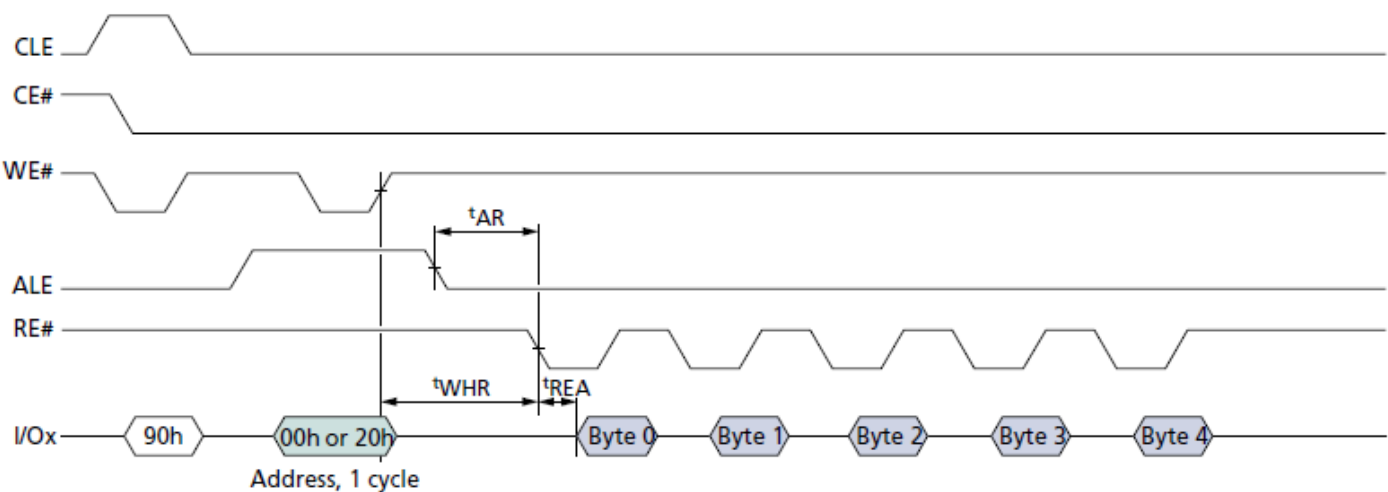 CLE
CE#
WE#
tAR
ALE
RE#
tWHR tREA
I/Ox 90h 00h or 20h Byte 0 Byte 1 Byte 2 Byte 3 Byte 4
Address, 1 cycle